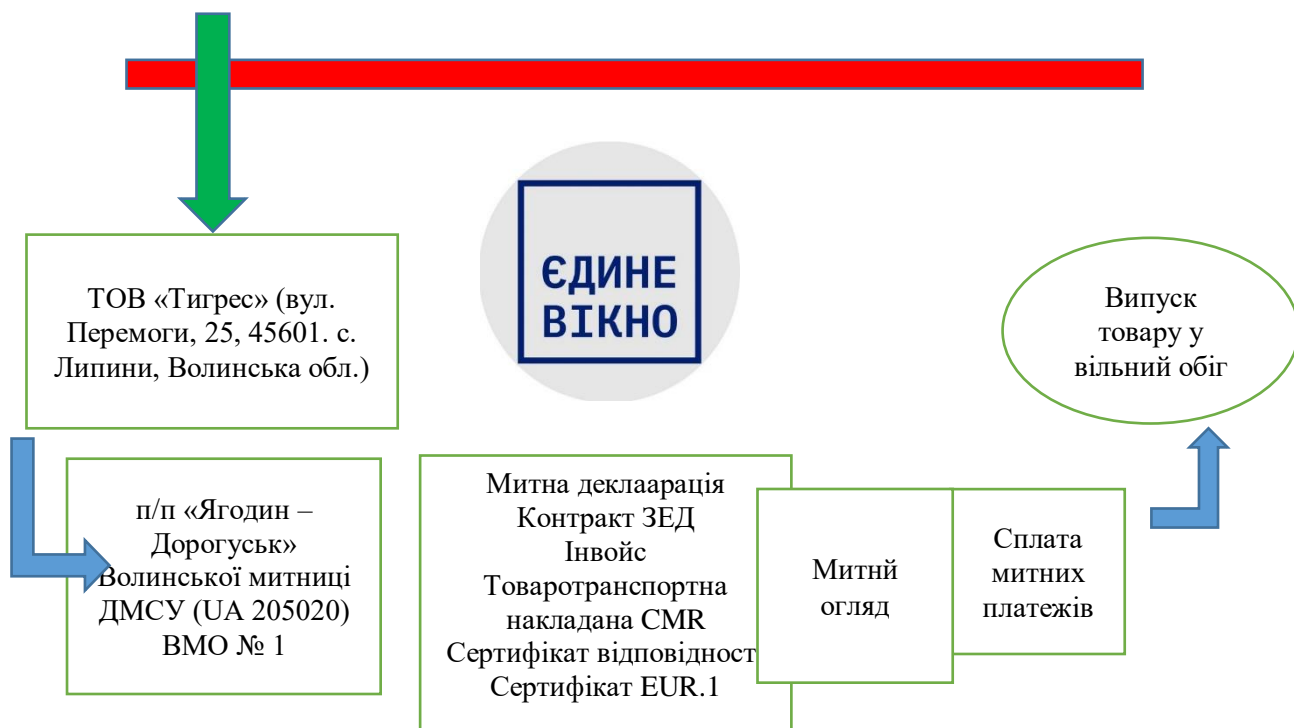 ЄДИНЕ
ВІКНО
ТОВ «Тигрес» (вул.
Перемоги, 25, 45601. с.
Липини, Волинська обл.)
Випуск
товару у
вільний обіг
п/п «Ягодин –
Дорогуськ»
Волинської митниці
ДМСУ (UA 205020)
ВМО № 1
Митна деклаарація
Контракт ЗЕД
Інвойс
Товаротранспортна
накладана CMR
Сертифікат відповідност
Сертифікат EUR.1
Митнй
огляд
Сплата
митних
платежів